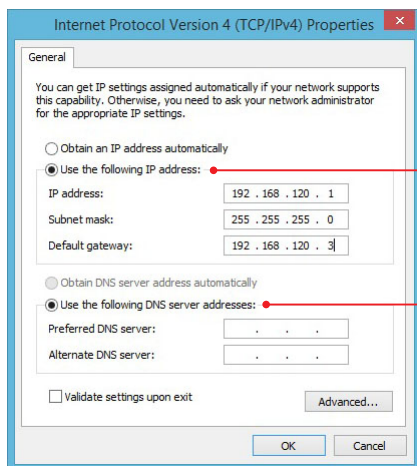 Internet Protocol Version 4 (TCP/IPv4) Properties
General
You can get IP settings assigned automatically if your network supports
this capability. Otherwise, you need to ask your network administrator
for the appropriate IP settings.
Obtain an IP address automatically
Use the following IP address:
IP address: 192 . 168 . 120 . 1
Subnet mask: 255 . 255 . 255 . 0
Default gateway: 192 . 168 . 120 . 3
Obtain DNS server address automatically
Use the following DNS server addresses:
Preferred DNS server: . . .
Alternate DNS server: . . .
Validate settings upon exit
Advanced...
OK Cancel